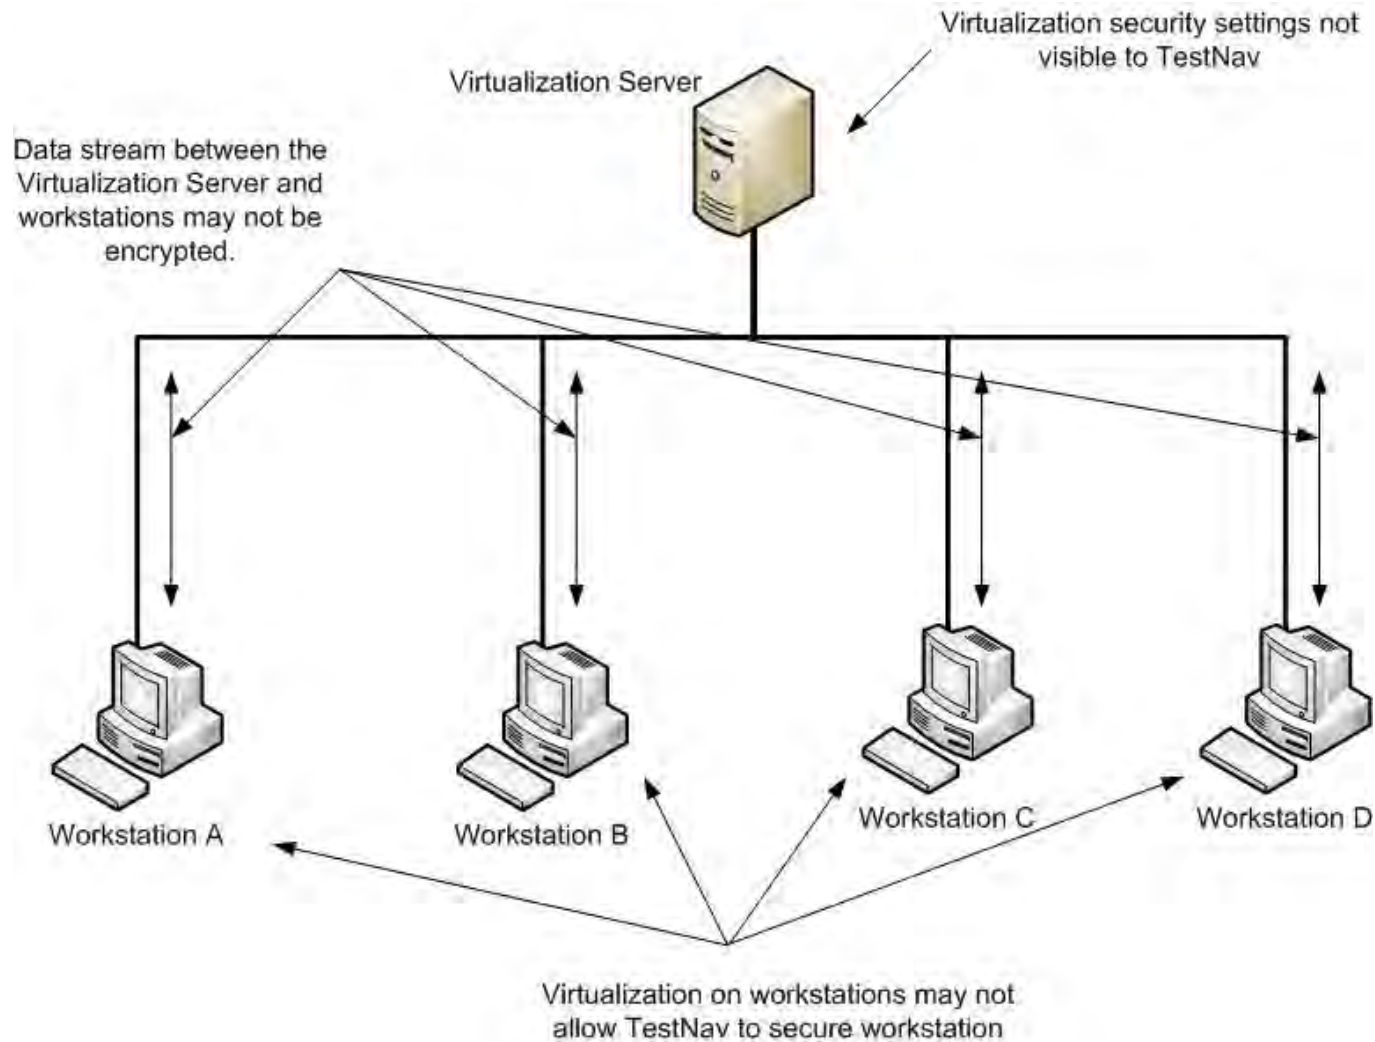 Virtualization security settings not
visible to TestNav
Virtualization Server
Data stream between the
Virtualization Server and
workstations may not be
encrypted.
Workstation A
Workstation B
Workstation C
Workstation D
Virtualization on workstations may not
allow TestNav to secure workstation